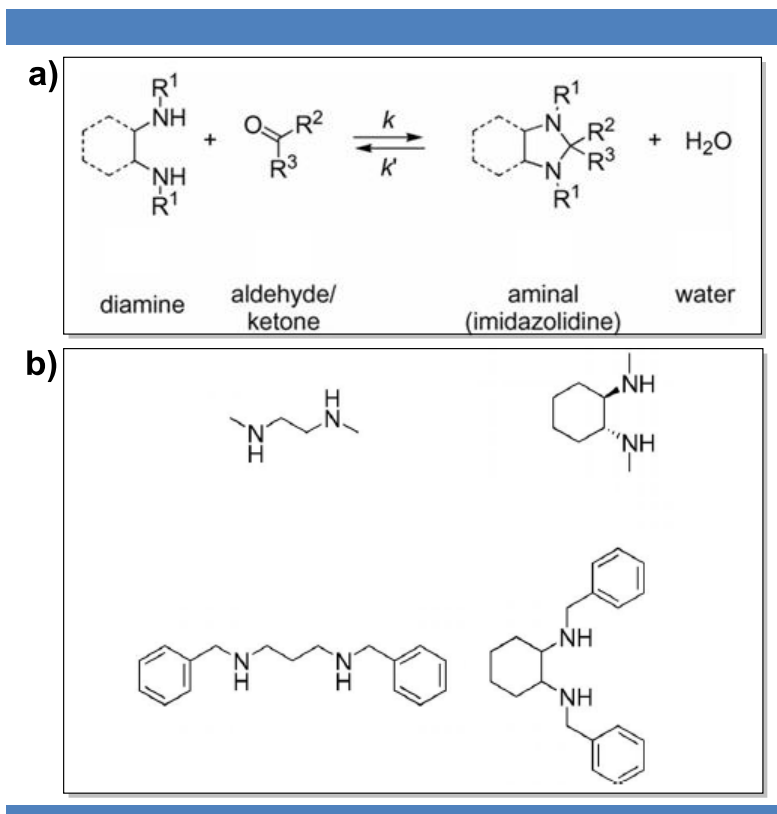 a)
R¹
NH
NH
R¹
+
O
R²
R³
k
k'
R¹
N
N
R¹
R²
R³
+
H₂O
diamine
aldehyde/
ketone
aminal
(imidazolidine)
water
b)
N
H
H
N
NH
NH
N
H
N
H
NH
NH